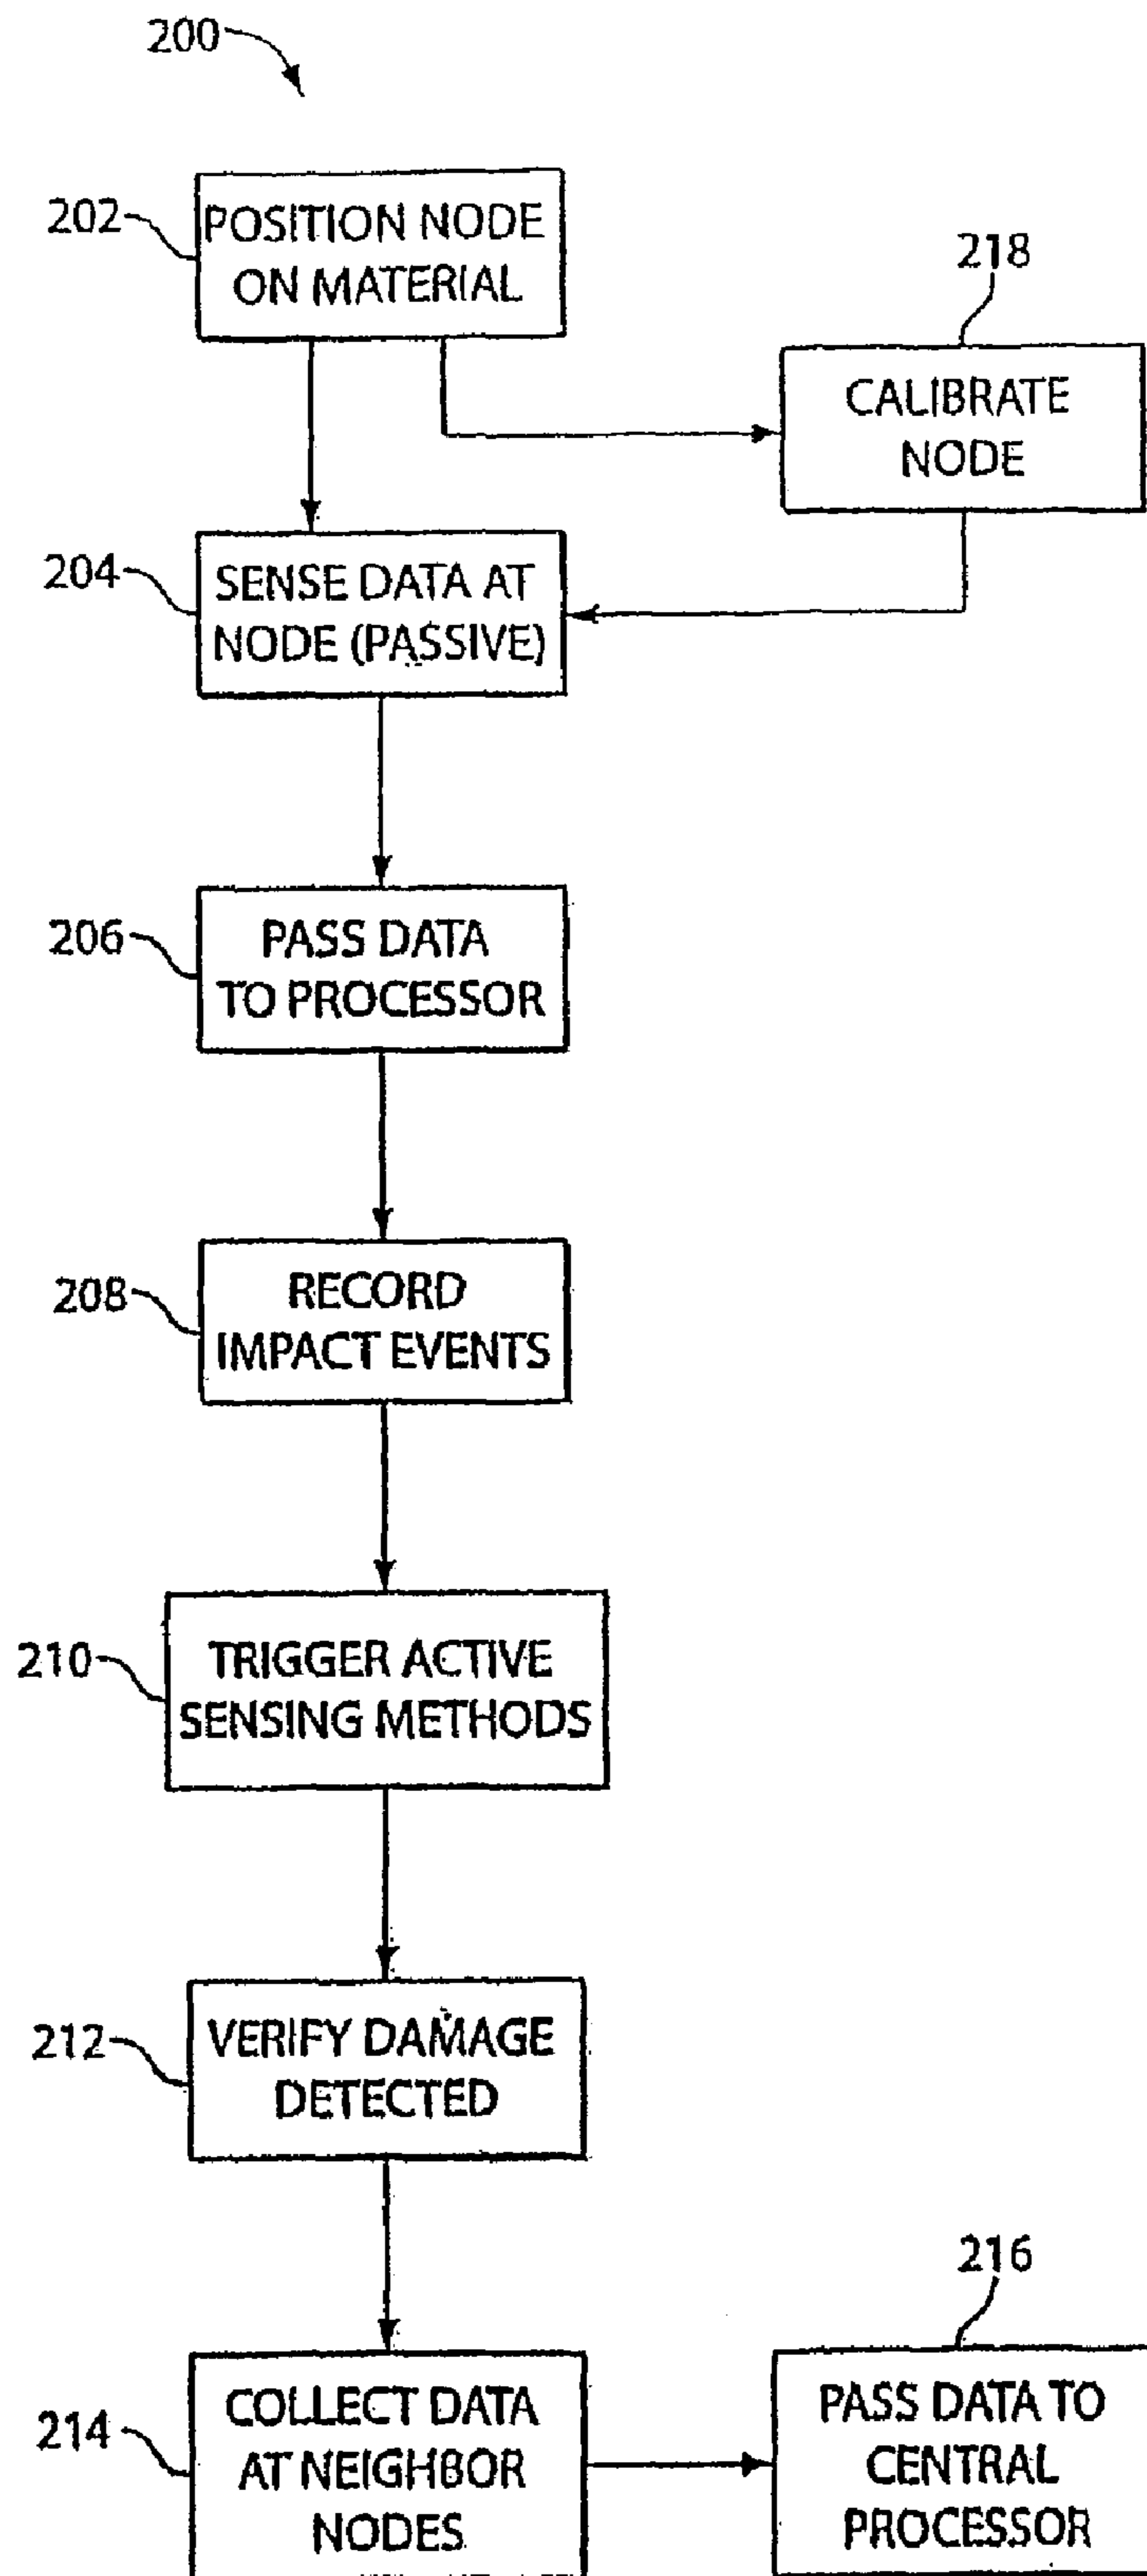 200
202
POSITION NODE
ON MATERIAL
218
CALIBRATE
NODE
204
SENSE DATA AT
NODE (PASSIVE)
206
PASS DATA
TO PROCESSOR
208
RECORD
IMPACT EVENTS
210
TRIGGER ACTIVE
SENSING METHODS
212
VERIFY DAMAGE
DETECTED
214
COLLECT DATA
AT NEIGHBOR
NODES
216
PASS DATA TO
CENTRAL
PROCESSOR